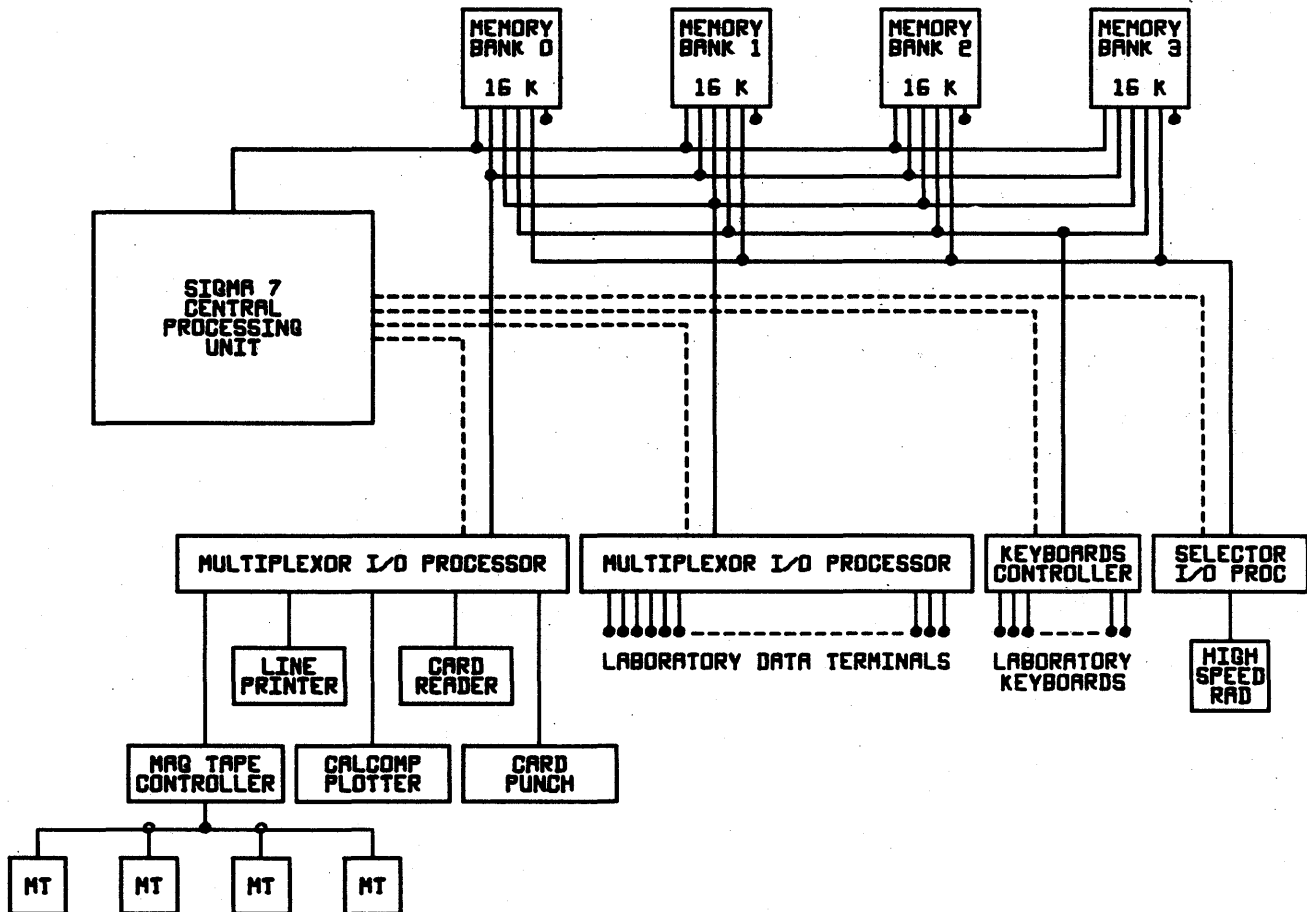 MEMORY
BANK 0
16 K
MEMORY
BANK 1
16 K
MEMORY
BANK 2
16 K
MEMORY
BANK 3
16 K
SIGMA 7
CENTRAL
PROCESSING
UNIT
MULTIPLEXOR I/O PROCESSOR
MULTIPLEXOR I/O PROCESSOR
KEYBOARDS
CONTROLLER
SELECTOR
I/O PROC
LINE
PRINTER
CARD
READER
LABORATORY DATA TERMINALS
LABORATORY
KEYBOARDS
HIGH
SPEED
RAD
MAG TAPE
CONTROLLER
CALCOMP
PLOTTER
CARD
PUNCH
MT
MT
MT
MT